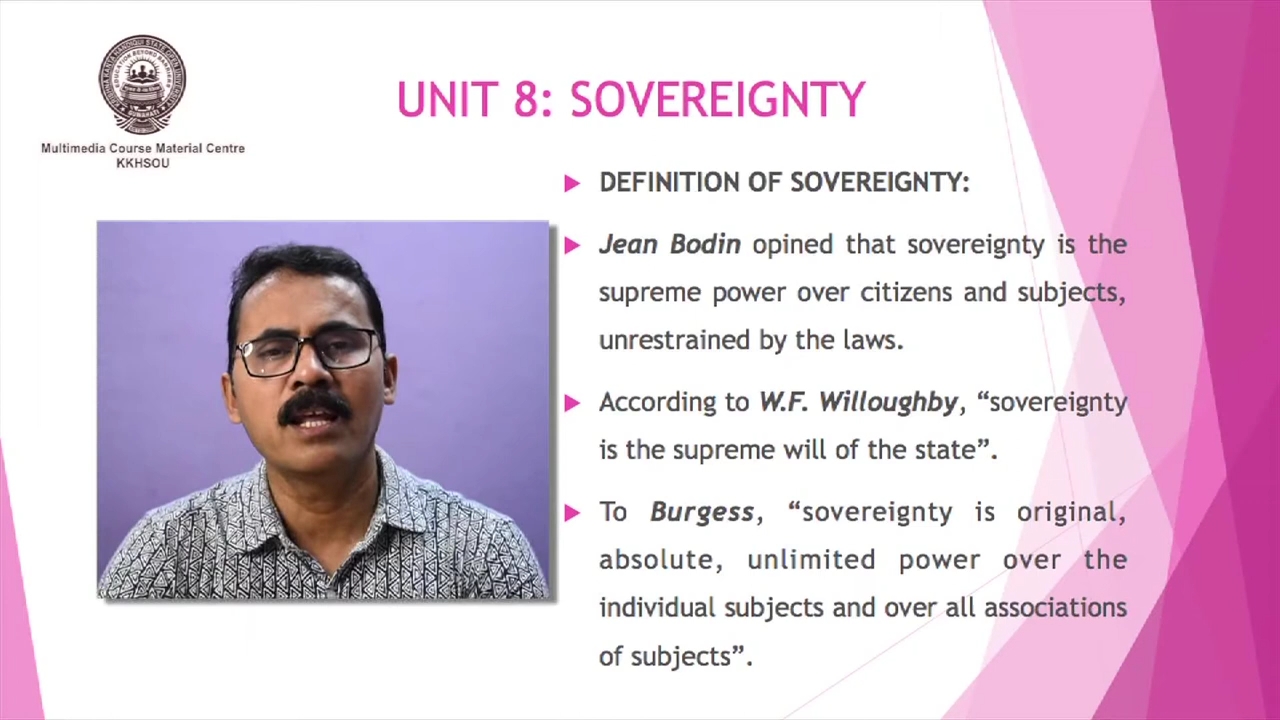 Multimedia Course Material Centre
KKHSOU
UNIT 8: SOVEREIGNTY
DEFINITION OF SOVEREIGNTY:
Jean Bodin opined that sovereignty is the
supreme power over citizens and subjects,
unrestrained by the laws.
According to W.F. Willoughby, “sovereignty
is the supreme will of the state”.
To Burgess, “sovereignty is original,
absolute, unlimited power over the
individual subjects and over all associations
of subjects”.